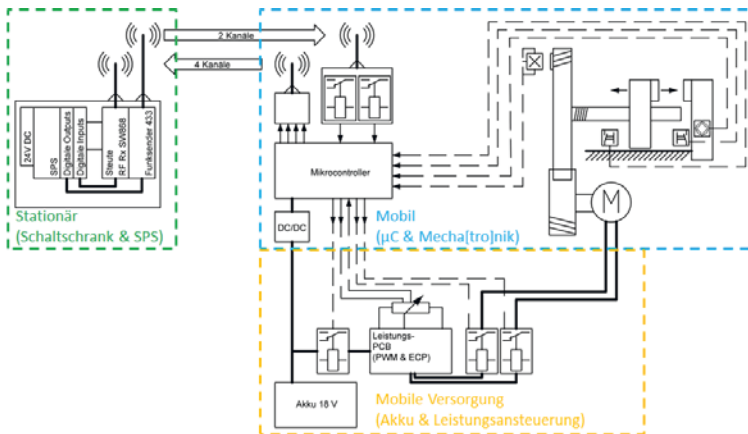 2 Kanäle
4 Kanäle
24V DC
SPS
Digitale Outputs
Digitale Inputs
Steute
RF Rx SW868
Funksender 433
Stationär
(Schaltschrank & SPS)
Mikrocontroller
DC/DC
M
Mobil
(µC & Mecha[tro]nik)
Leistungs-
PCB
(PWM & ECP)
Akku 18 V
Mobile Versorgung
(Akku & Leistungsansteuerung)